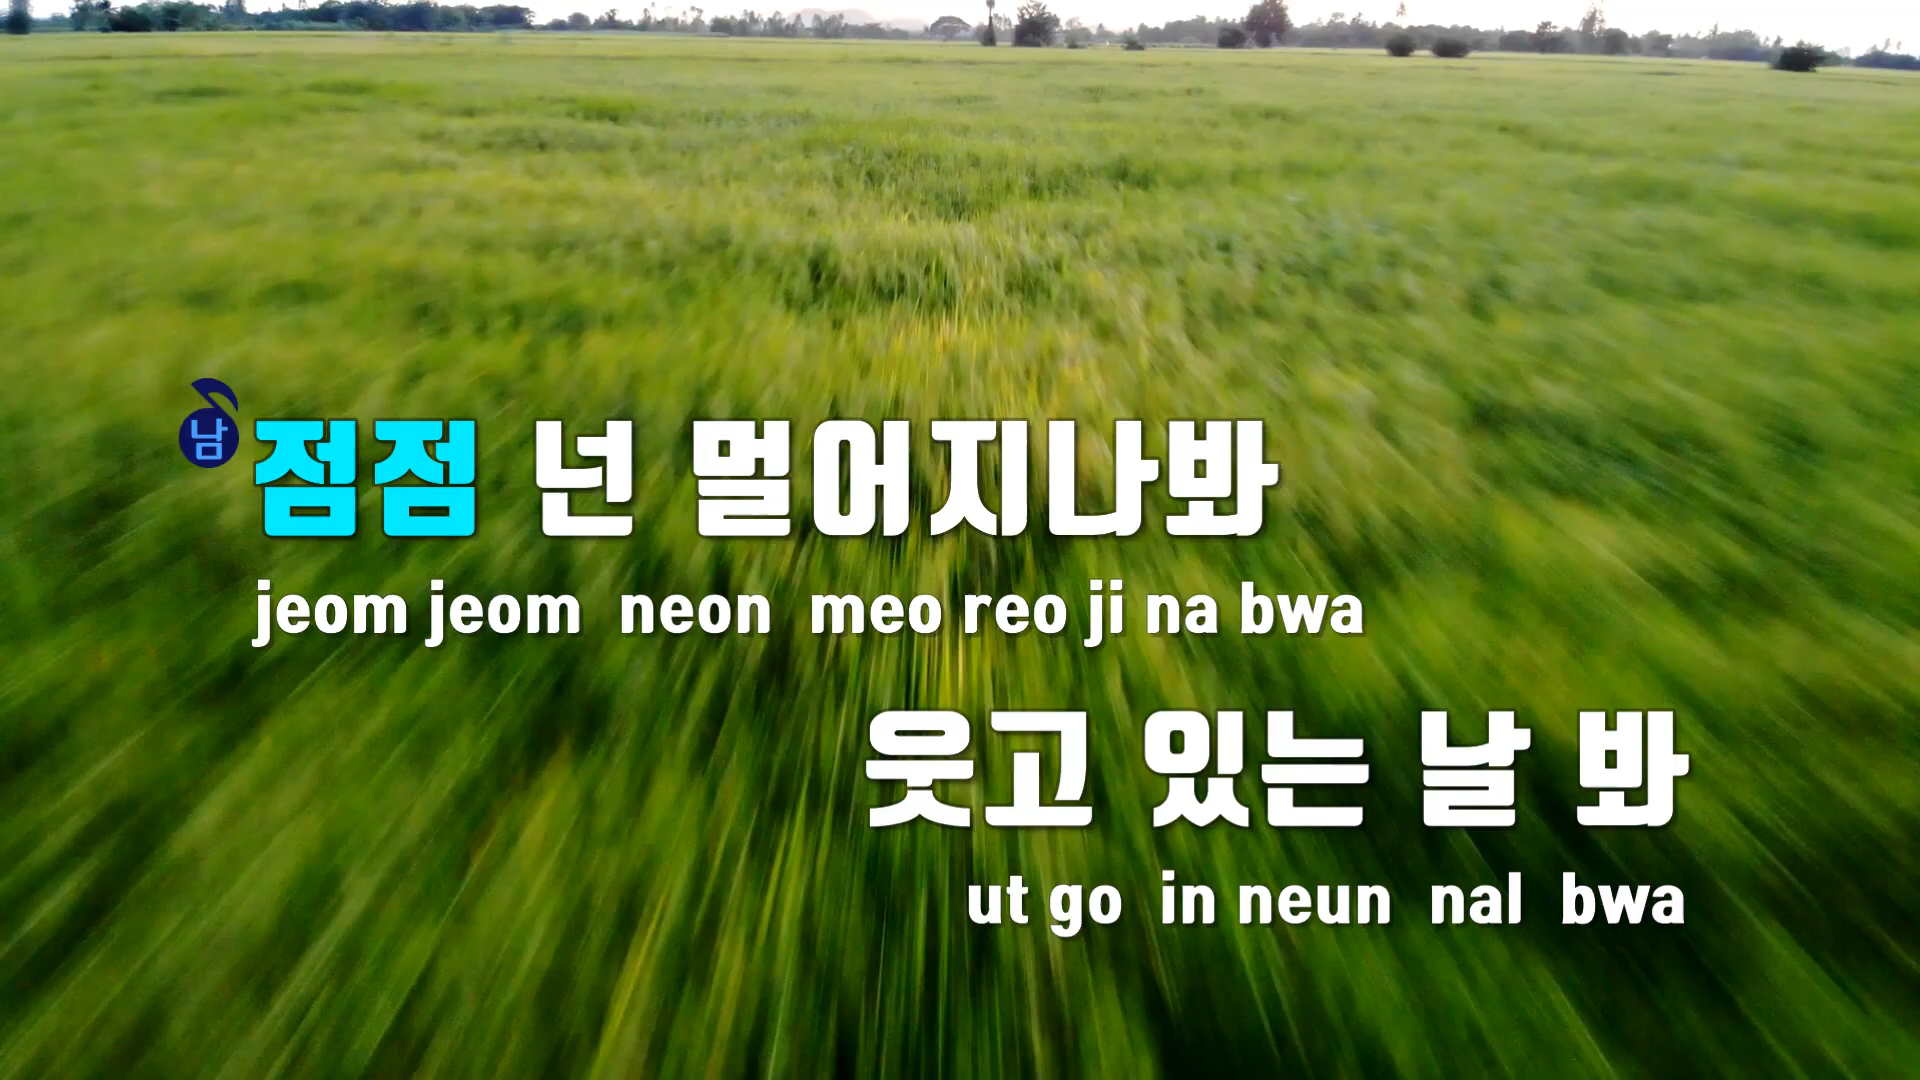 남 점점 넌 멀어지나봐
jeom jeom neon meo reo ji na bwa
웃고 있는 날 봐
ut go in neun nal bwa